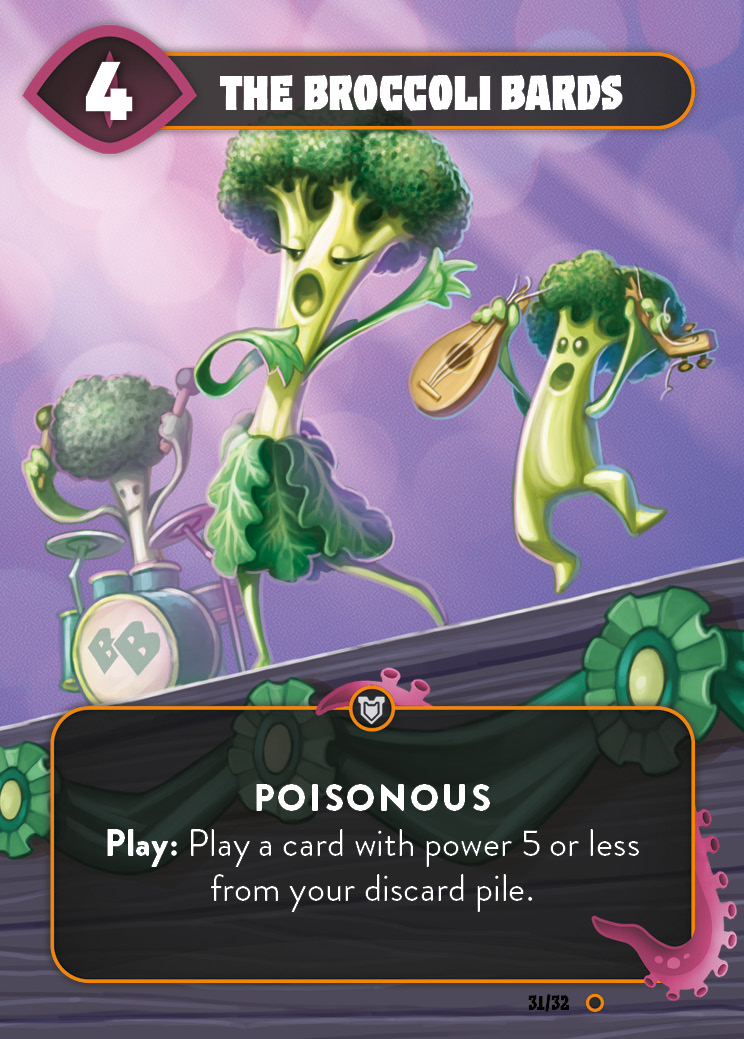 4
THE BROCCOLI BARDS
BB
POISONOUS
Play: Play a card with power 5 or less
from your discard pile.
31/32